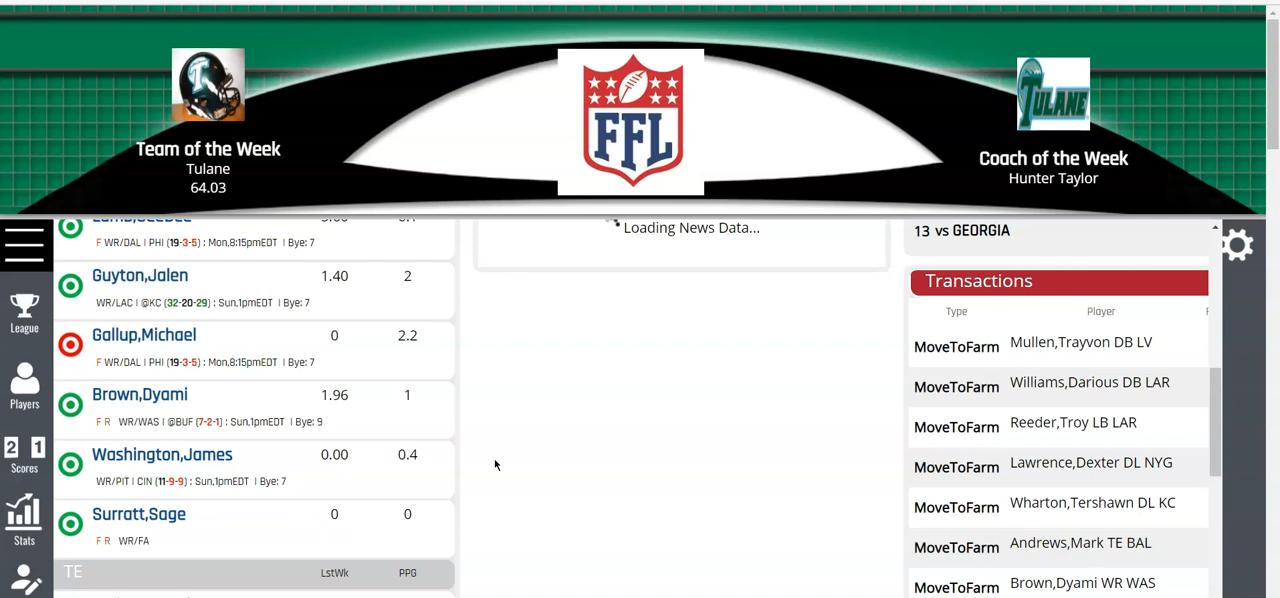 Team of the Week
Tulane
64.03
FFL
TULANE
Coach of the Week
Hunter Taylor
League
Players
2 1
Scores
Stats
F WR/DAL | PHI (19-3-5) : Mon,8:15pmEDT | Bye: 7
Guyton,Jalen 1.40 2
WR/LAC | @KC (32-20-29) : Sun,1pmEDT | Bye: 7
Gallup,Michael 0 2.2
F WR/DAL | PHI (19-3-5) : Mon,8:15pmEDT | Bye: 7
Brown,Dyami 1.96 1
F R WR/WAS | @BUF (7-2-1) : Sun,1pmEDT | Bye: 9
Washington,James 0.00 0.4
WR/PIT | CIN (11-9-9) : Sun,1pmEDT | Bye: 7
Surratt,Sage 0 0
F R WR/FA
TE LstWk PPG
Loading News Data...
13 vs GEORGIA
Transactions
Type Player
MoveToFarm Mullen,Trayvon DB LV
MoveToFarm Williams,Darious DB LAR
MoveToFarm Reeder,Troy LB LAR
MoveToFarm Lawrence,Dexter DL NYG
MoveToFarm Wharton,Tershawn DL KC
MoveToFarm Andrews,Mark TE BAL
MoveToFarm Brown,Dyami WR WAS